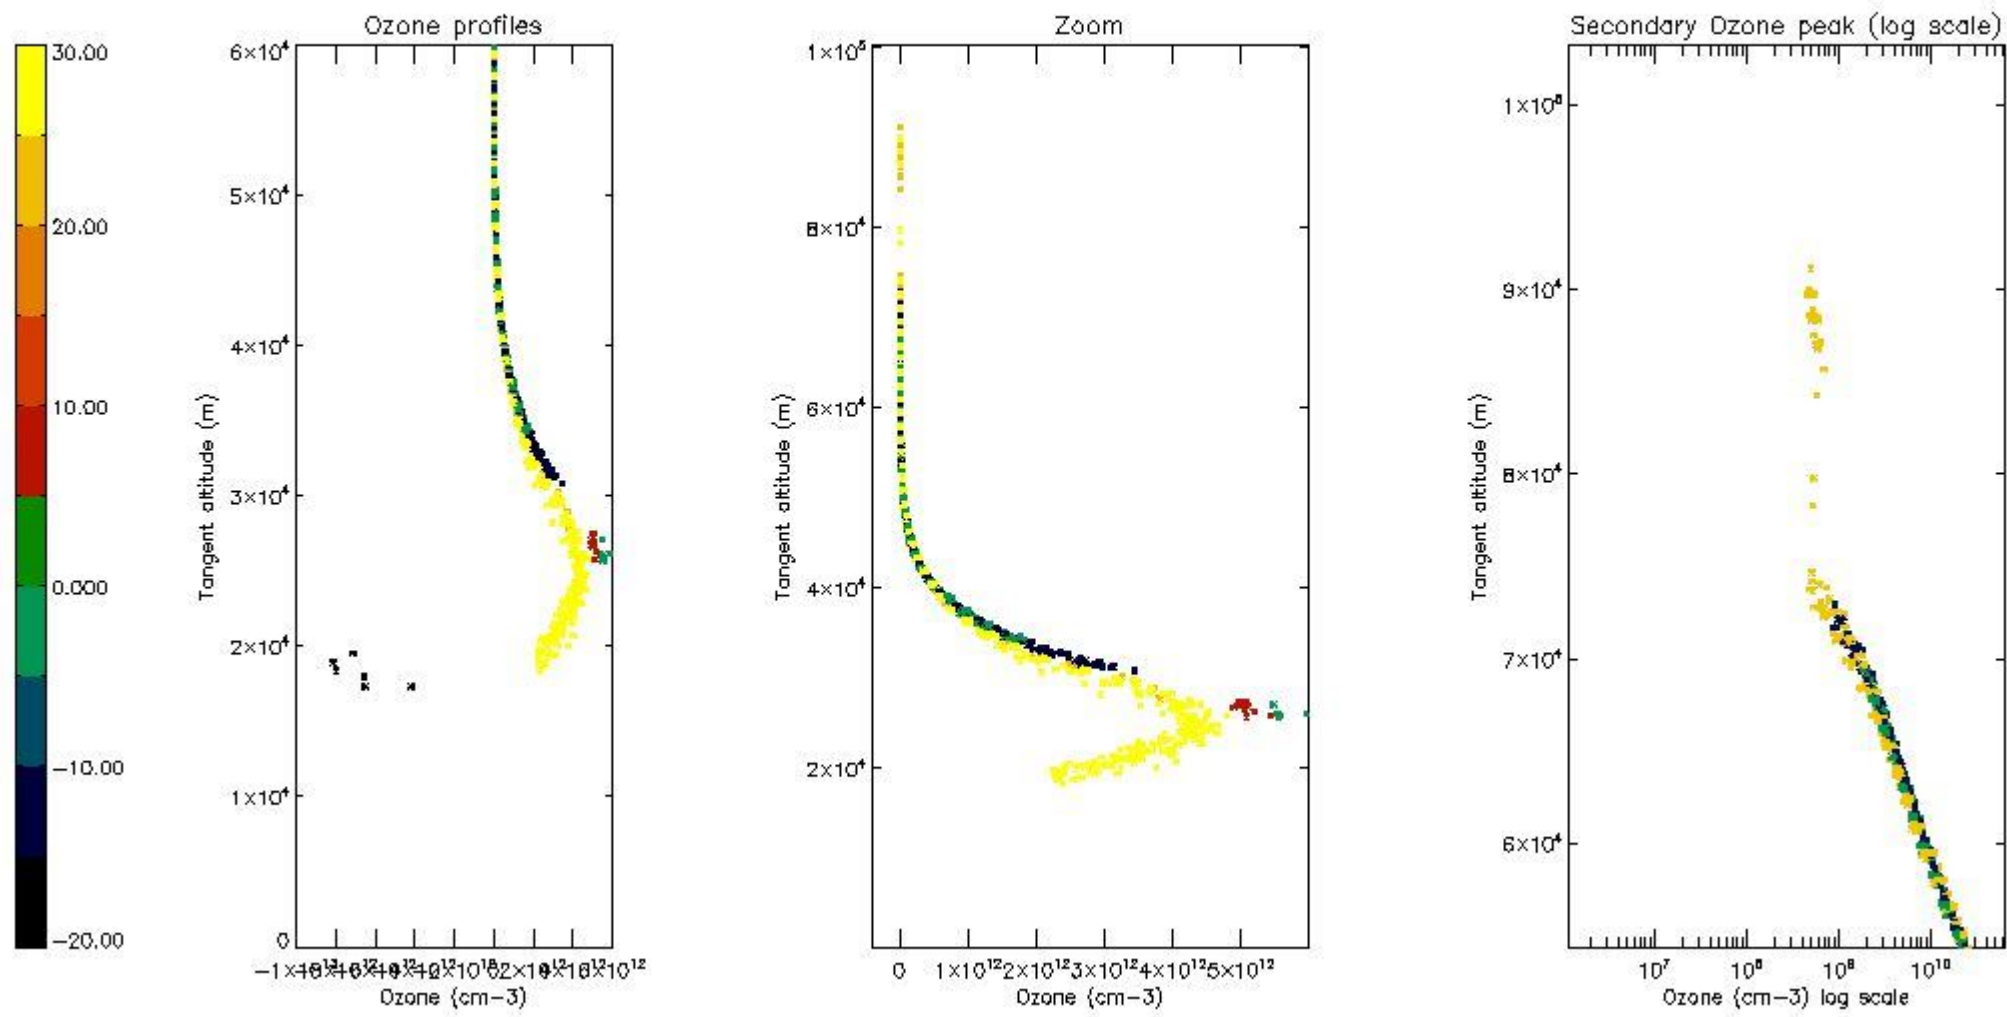 Ozone profiles
Zoom
Secondary Ozone peak (log scale)
30.00
20.00
10.00
0.000
−10.00
−20.00
6×10⁴
5×10⁴
4×10⁴
3×10⁴
2×10⁴
1×10⁴
0
Tangent altitude (m)
Ozone (cm−3)
1×10⁵
8×10⁴
6×10⁴
4×10⁴
2×10⁴
Tangent altitude (m)
0 1×10¹² 2×10¹² 3×10¹² 4×10¹² 5×10¹²
Ozone (cm−3)
9×10⁴
8×10⁴
7×10⁴
6×10⁴
Tangent altitude (m)
10⁷ 10⁸ 10⁹ 10¹⁰
Ozone (cm−3) log scale